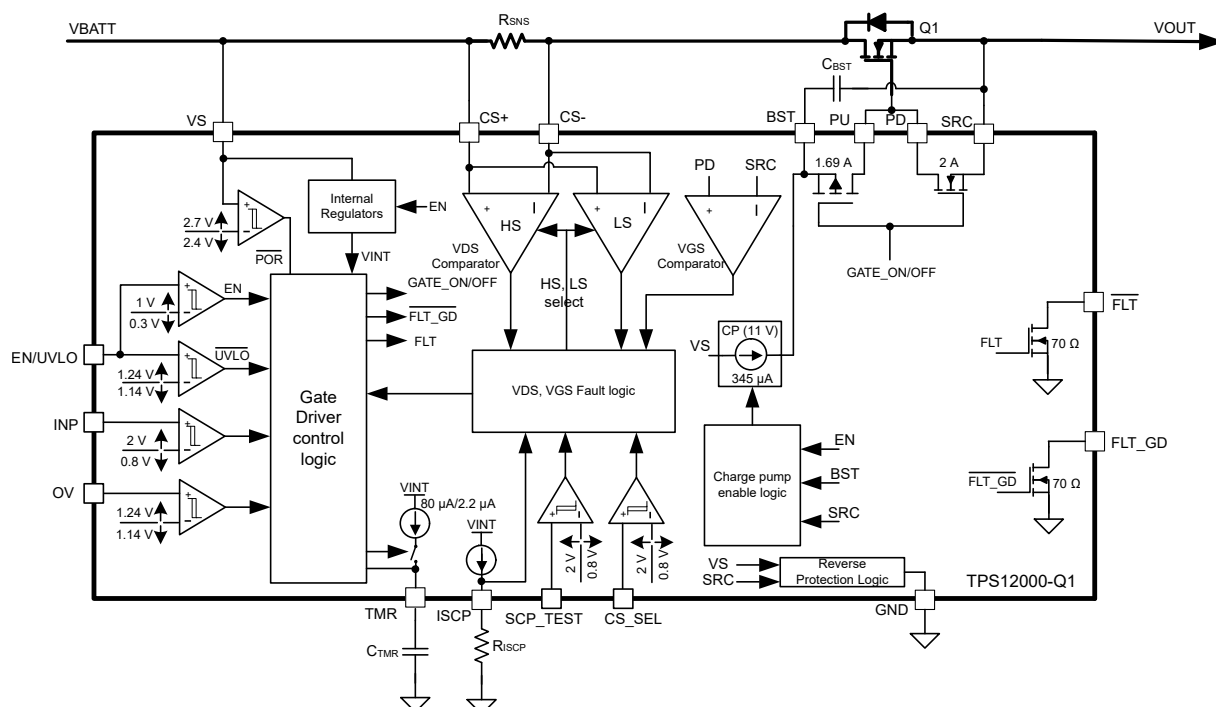 VBATT
RSNS
Q1
VOUT
CBST
VS
CS+
CS-
BST
PU
PD
SRC
1.69 A
2 A
PD
SRC
Internal
Regulators
EN
+
HS
LS
+
+
2.7 V
2.4 V
POR
VINT
VDS
Comparator
VGS
Comparator
GATE_ON/OFF
GATE_ON/OFF
HS, LS
select
EN
1 V
0.3 V
FLT_GD
FLT
FLT
CP (11 V)
VS
345 µA
FLT
70 Ω
EN/UVLO
UVLO
1.24 V
1.14 V
VDS, VGS Fault logic
Gate
Driver
control
logic
INP
2 V
0.8 V
EN
FLT_GD
Charge pump
enable logic
BST
FLT_GD
70 Ω
SRC
OV
1.24 V
1.14 V
VINT
80 µA/2.2 µA
VINT
2 V
0.8 V
2 V
0.8 V
VS
SRC
Reverse
Protection Logic
TPS12000-Q1
TMR
ISCP
SCP_TEST
CS_SEL
GND
CTMR
RISCP